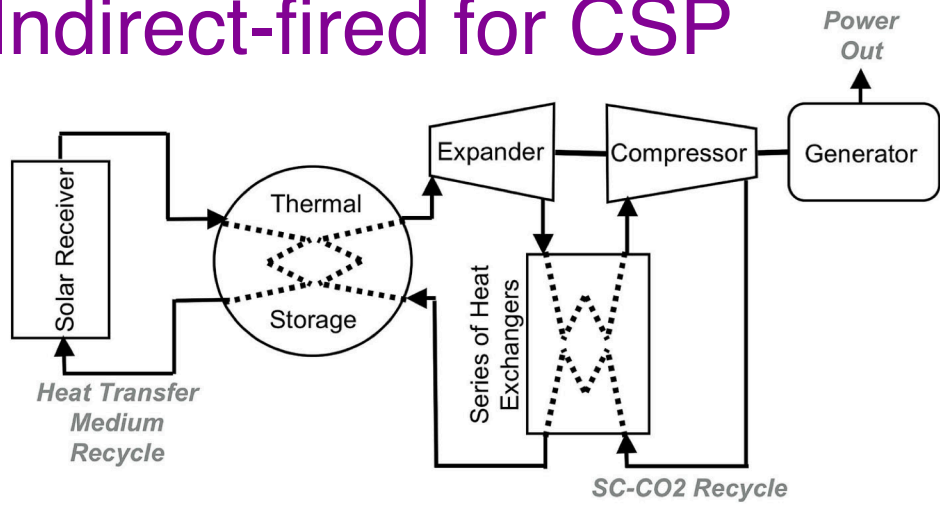 Indirect-fired for CSP
Power
Out
Expander
Compressor
Generator
Solar Receiver
Thermal
Storage
Series of Heat
Exchangers
Heat Transfer
Medium
Recycle
SC-CO2 Recycle